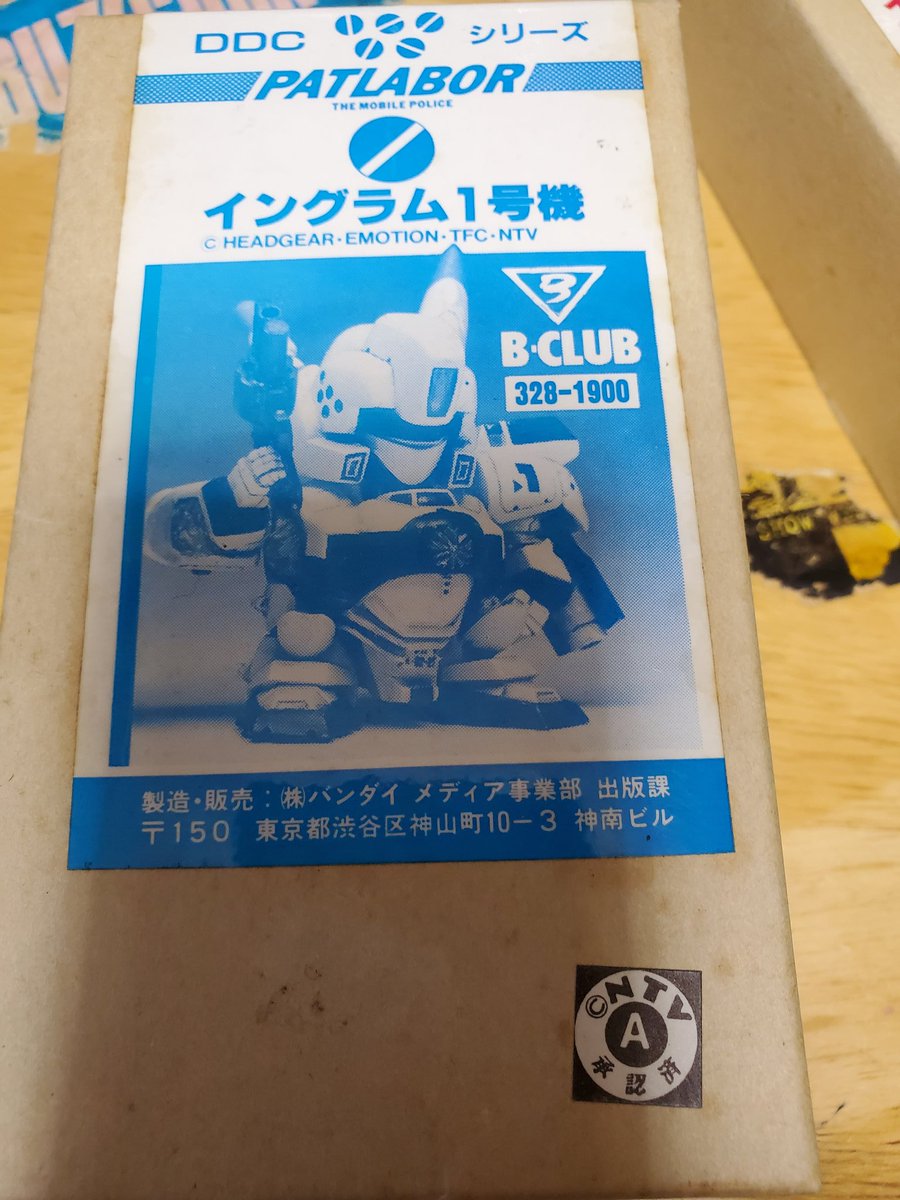 DDC シリーズ
PATLABOR
THE MOBILE POLICE
イングラム1号機
C HEADGEAR・EMOTION・TFC・NTV
B-CLUB
328-1900
製造・販売：㈱バンダイ メディア事業部 出版課
〒150 東京都渋谷区神山町10－3 神南ビル
©NTV
A
承認済